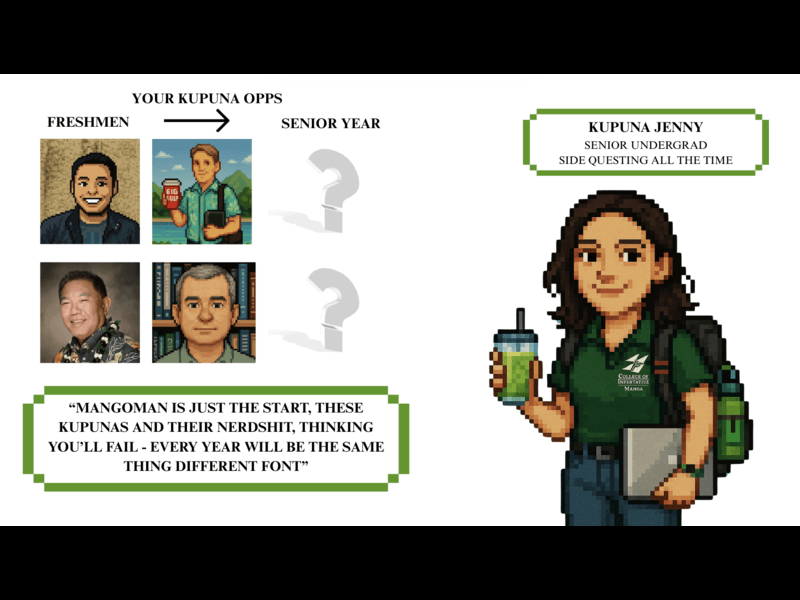 YOUR KUPUNA OPPS
FRESHMEN
SENIOR YEAR
BIG
GULP
“MANGOMAN IS JUST THE START, THESE
KUPUNAS AND THEIR NERDSHIT, THINKING
YOU’LL FAIL - EVERY YEAR WILL BE THE SAME
THING DIFFERENT FONT”
KUPUNA JENNY
SENIOR UNDERGRAD
SIDE QUESTING ALL THE TIME
COLLEGE OF
MANGA